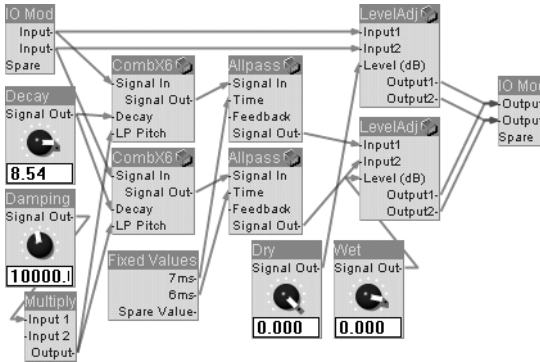 IO Mod
Input
Input
Spare
Decay
Signal Out
8.54
Damping
Signal Out
10000.
Multiply
Input 1
Input 2
Output
CombX6
Signal In
Signal Out
Decay
LP Pitch
CombX6
Signal In
Signal Out
Decay
LP Pitch
Fixed Values
7ms
6ms
Spare Value
Allpass
Signal In
Time
Feedback
Signal Out
Allpass
Signal In
Time
Feedback
Signal Out
Dry
Signal Out
0.000
Wet
Signal Out
0.000
LevelAdj
Input1
Input2
Level (dB)
Output1
Output2
LevelAdj
Input1
Input2
Level (dB)
Output1
Output2
IO Mod
Output
Output
Spare